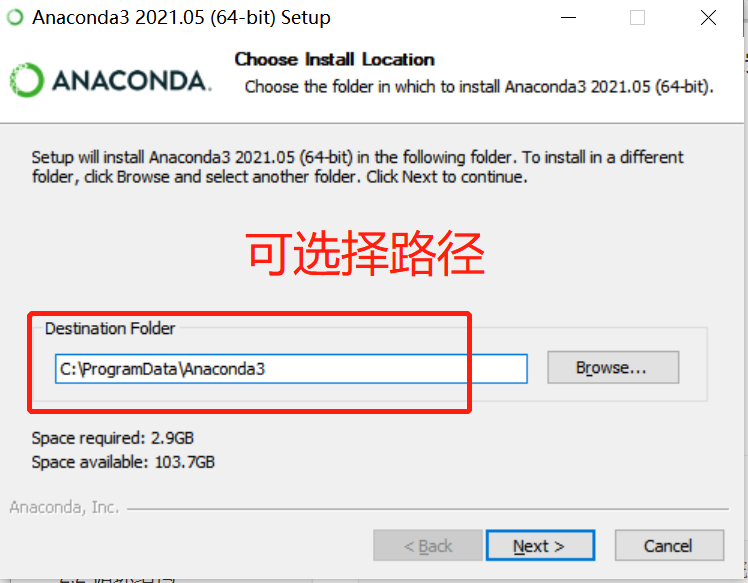 Anaconda3 2021.05 (64-bit) Setup
Choose Install Location
Choose the folder in which to install Anaconda3 2021.05 (64-bit).
ANACONDA.
Setup will install Anaconda3 2021.05 (64-bit) in the following folder. To install in a different
folder, click Browse and select another folder. Click Next to continue.
可选择路径
Destination Folder
C:\ProgramData\Anaconda3
Browse...
Space required: 2.9GB
Space available: 103.7GB
Anaconda, Inc.
< Back
Next >
Cancel